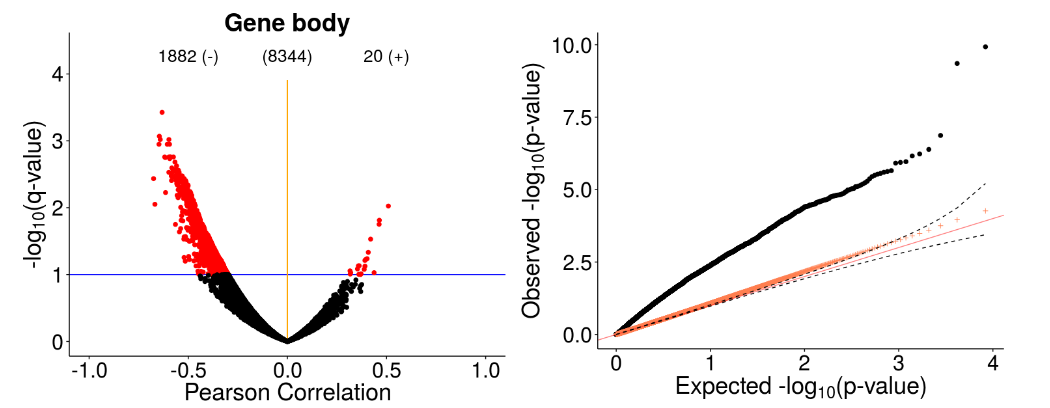 Gene body
1882 (-) (8344) 20 (+)
-log10(q-value)
4
3
2
1
0
-1.0 -0.5 0.0 0.5 1.0
Pearson Correlation
Observed -log10(p-value)
10.0
7.5
5.0
2.5
0.0
0 1 2 3 4
Expected -log10(p-value)